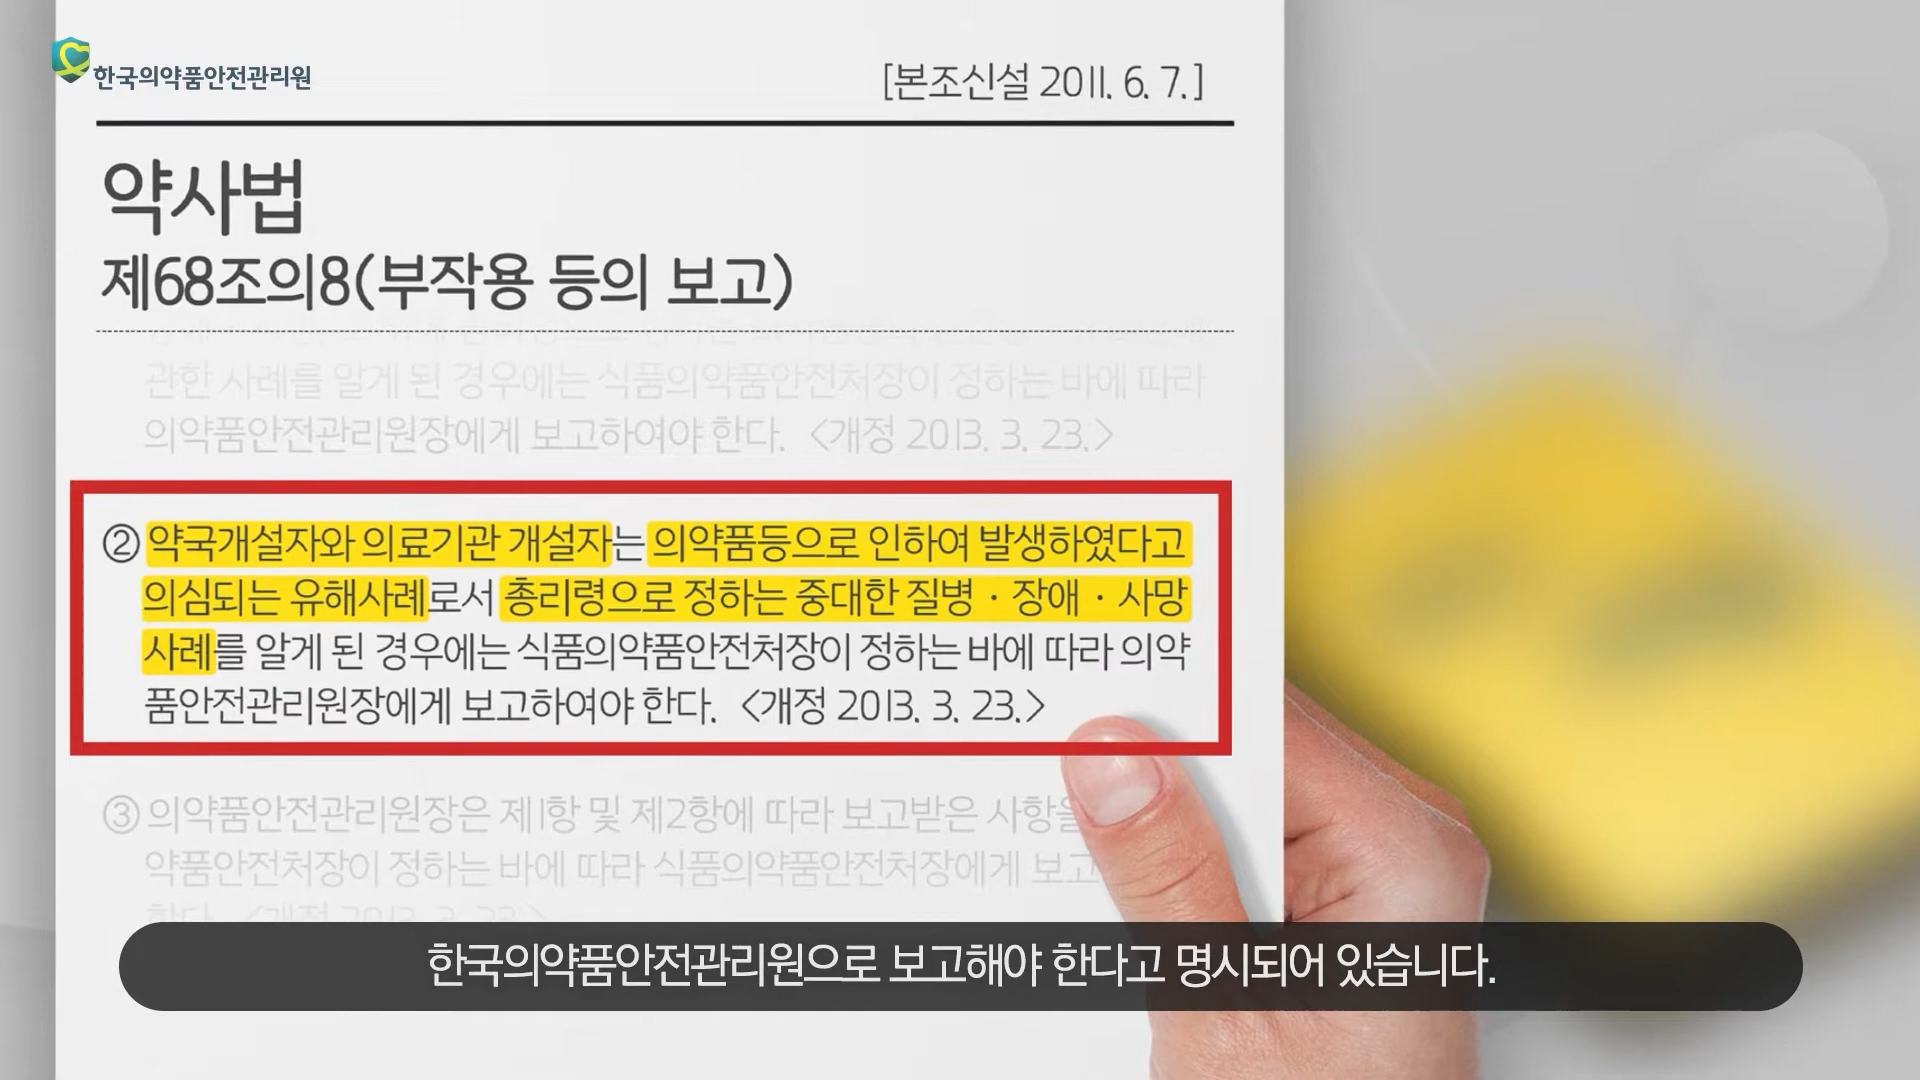 한국의약품안전관리원
[본조신설 2011. 6. 7.]
약사법
제68조의8(부작용 등의 보고)
관한 사례를 알게 된 경우에는 식품의약품안전처장이 정하는 바에 따라
의약품안전관리원장에게 보고하여야 한다. <개정 2013. 3. 23.>
② 약국개설자와 의료기관 개설자는 의약품등으로 인하여 발생하였다고
의심되는 유해사례로서 총리령으로 정하는 중대한 질병 · 장애 · 사망
사례를 알게 된 경우에는 식품의약품안전처장이 정하는 바에 따라 의약
품안전관리원장에게 보고하여야 한다. <개정 2013. 3. 23.>
③ 의약품안전관리원장은 제1항 및 제2항에 따라 보고받은 사항을
약품안전처장이 정하는 바에 따라 식품의약품안전처장에게 보고
한다. <개정 2013. 3. 23.>
한국의약품안전관리원으로 보고해야 한다고 명시되어 있습니다.